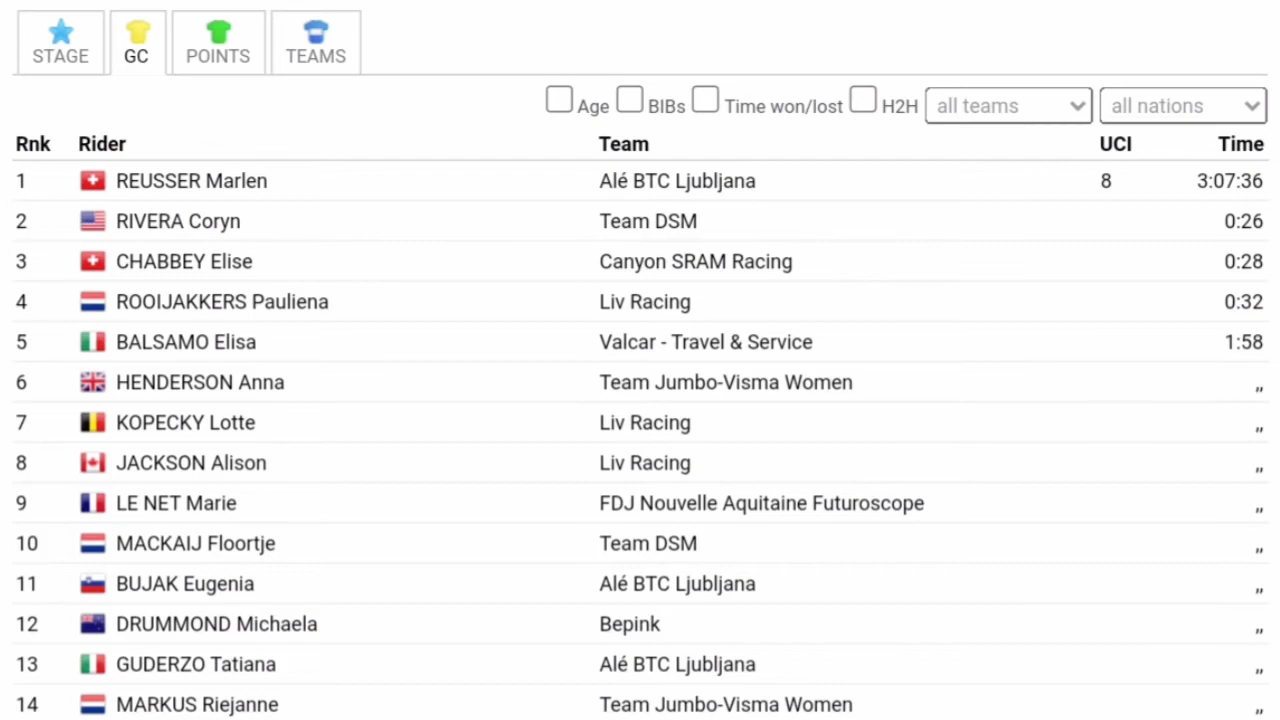 STAGE GC POINTS TEAMS
Age BIBs Time won/lost H2H all teams all nations
Rnk Rider Team UCI Time
1 REUSSER Marlen Alé BTC Ljubljana 8 3:07:36
2 RIVERA Coryn Team DSM 0:26
3 CHABBEY Elise Canyon SRAM Racing 0:28
4 ROOIJAKKERS Pauliena Liv Racing 0:32
5 BALSAMO Elisa Valcar - Travel & Service 1:58
6 HENDERSON Anna Team Jumbo-Visma Women ,,
7 KOPECKY Lotte Liv Racing ,,
8 JACKSON Alison Liv Racing ,,
9 LE NET Marie FDJ Nouvelle Aquitaine Futuroscope ,,
10 MACKAIJ Floortje Team DSM ,,
11 BUJAK Eugenia Alé BTC Ljubljana ,,
12 DRUMMOND Michaela Bepink ,,
13 GUDERZO Tatiana Alé BTC Ljubljana ,,
14 MARKUS Riejanne Team Jumbo-Visma Women ,,